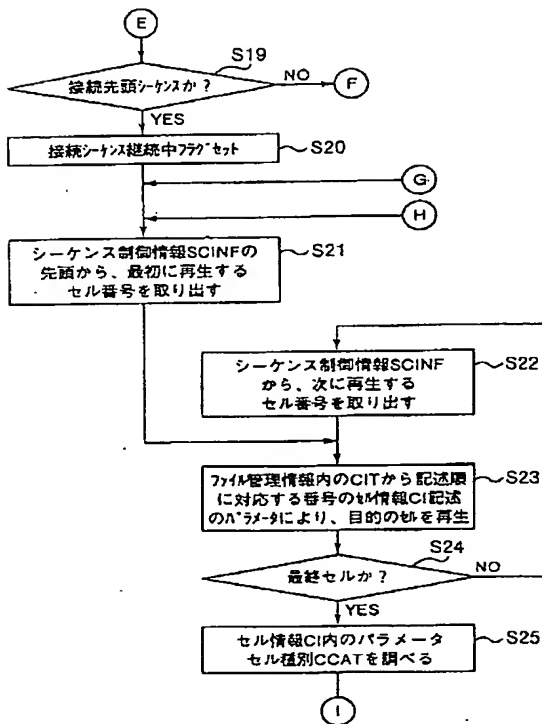 E
S19
接続先頭シーケンスか？
NO
F
YES
接続シーケンス継続中フラグセット
S20
G
H
S21
シーケンス制御情報SCINFの
先頭から、最初に再生する
セル番号を取り出す
シーケンス制御情報SCINF
から、次に再生する
セル番号を取り出す
S22
ファイル管理情報内のCITから記述順
に対応する番号のセル情報CI記述
のパラメータにより、目的のセルを再生
S23
S24
最終セルか？
NO
YES
セル情報CI内のパラメータ
セル種別CCATを調べる
S25
I